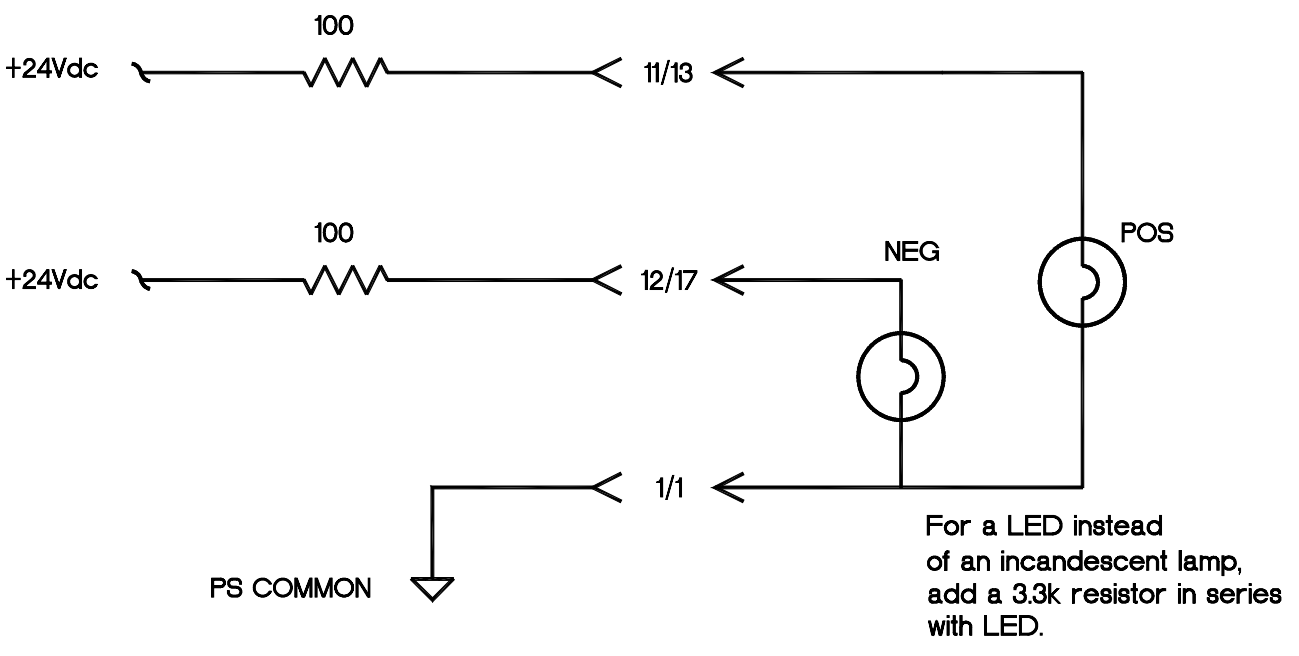 100
+24Vdc
11/13
100
+24Vdc
12/17
NEG
POS
1/1
PS COMMON
For a LED instead
of an incandescent lamp,
add a 3.3k resistor in series
with LED.